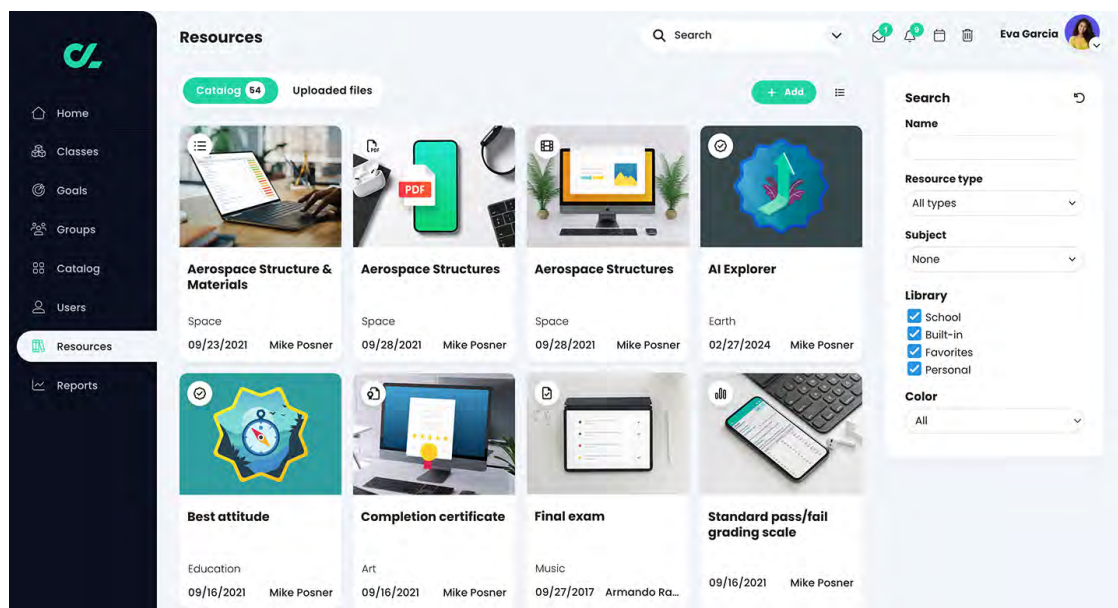 Resources
Search
1
9
Eva Garcia
Home
Classes
Goals
Groups
Catalog
Users
Resources
Reports
Catalog 54
Uploaded files
+ Add
PDF
PDF
Aerospace Structure &
Materials
Space
09/23/2021 Mike Posner
Aerospace Structures
Space
09/28/2021 Mike Posner
Aerospace Structures
Space
09/28/2021 Mike Posner
AI Explorer
Earth
02/27/2024 Mike Posner
Best attitude
Education
09/16/2021 Mike Posner
Completion certificate
Art
09/16/2021 Mike Posner
Final exam
Music
09/27/2017 Armando Ra...
Standard pass/fail
grading scale
09/16/2021 Mike Posner
Search
Name
Resource type
All types
Subject
None
Library
School
Built-in
Favorites
Personal
Color
All